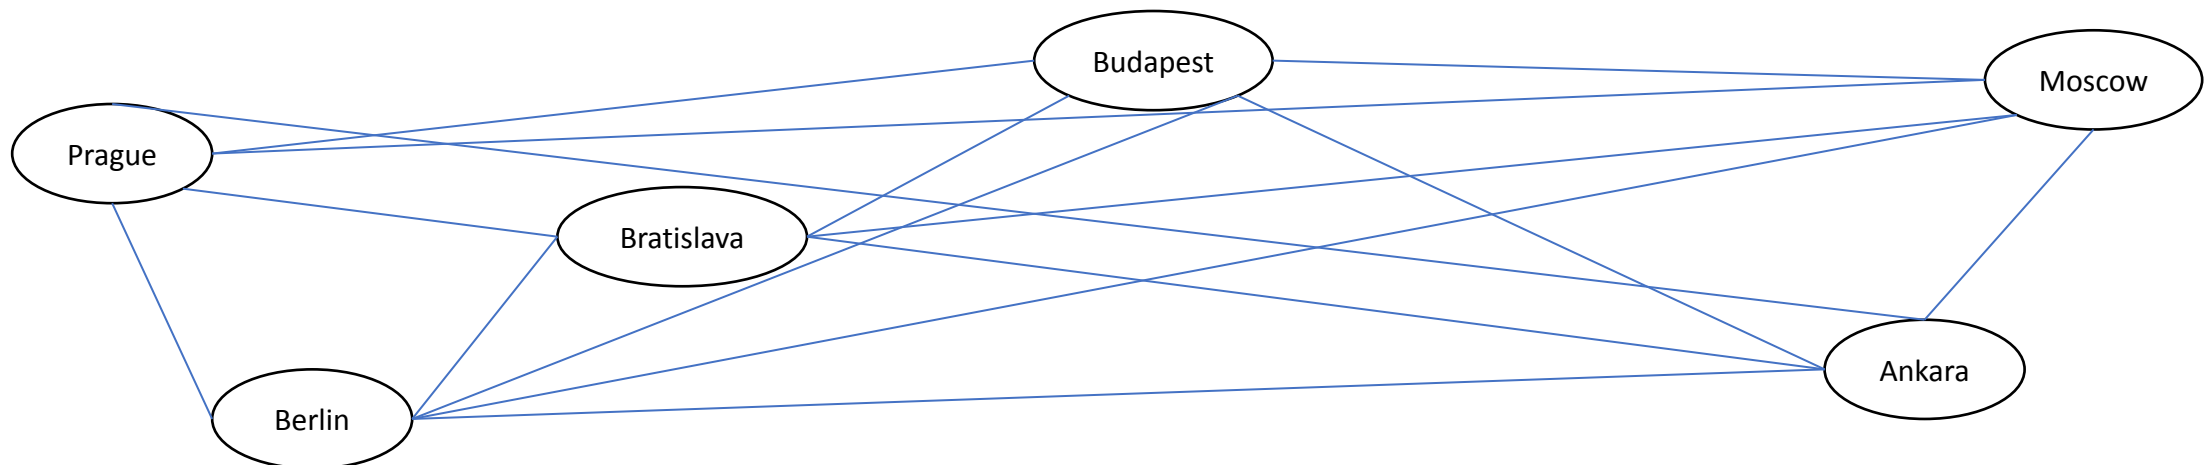 Budapest
Moscow
Prague
Bratislava
Ankara
Berlin